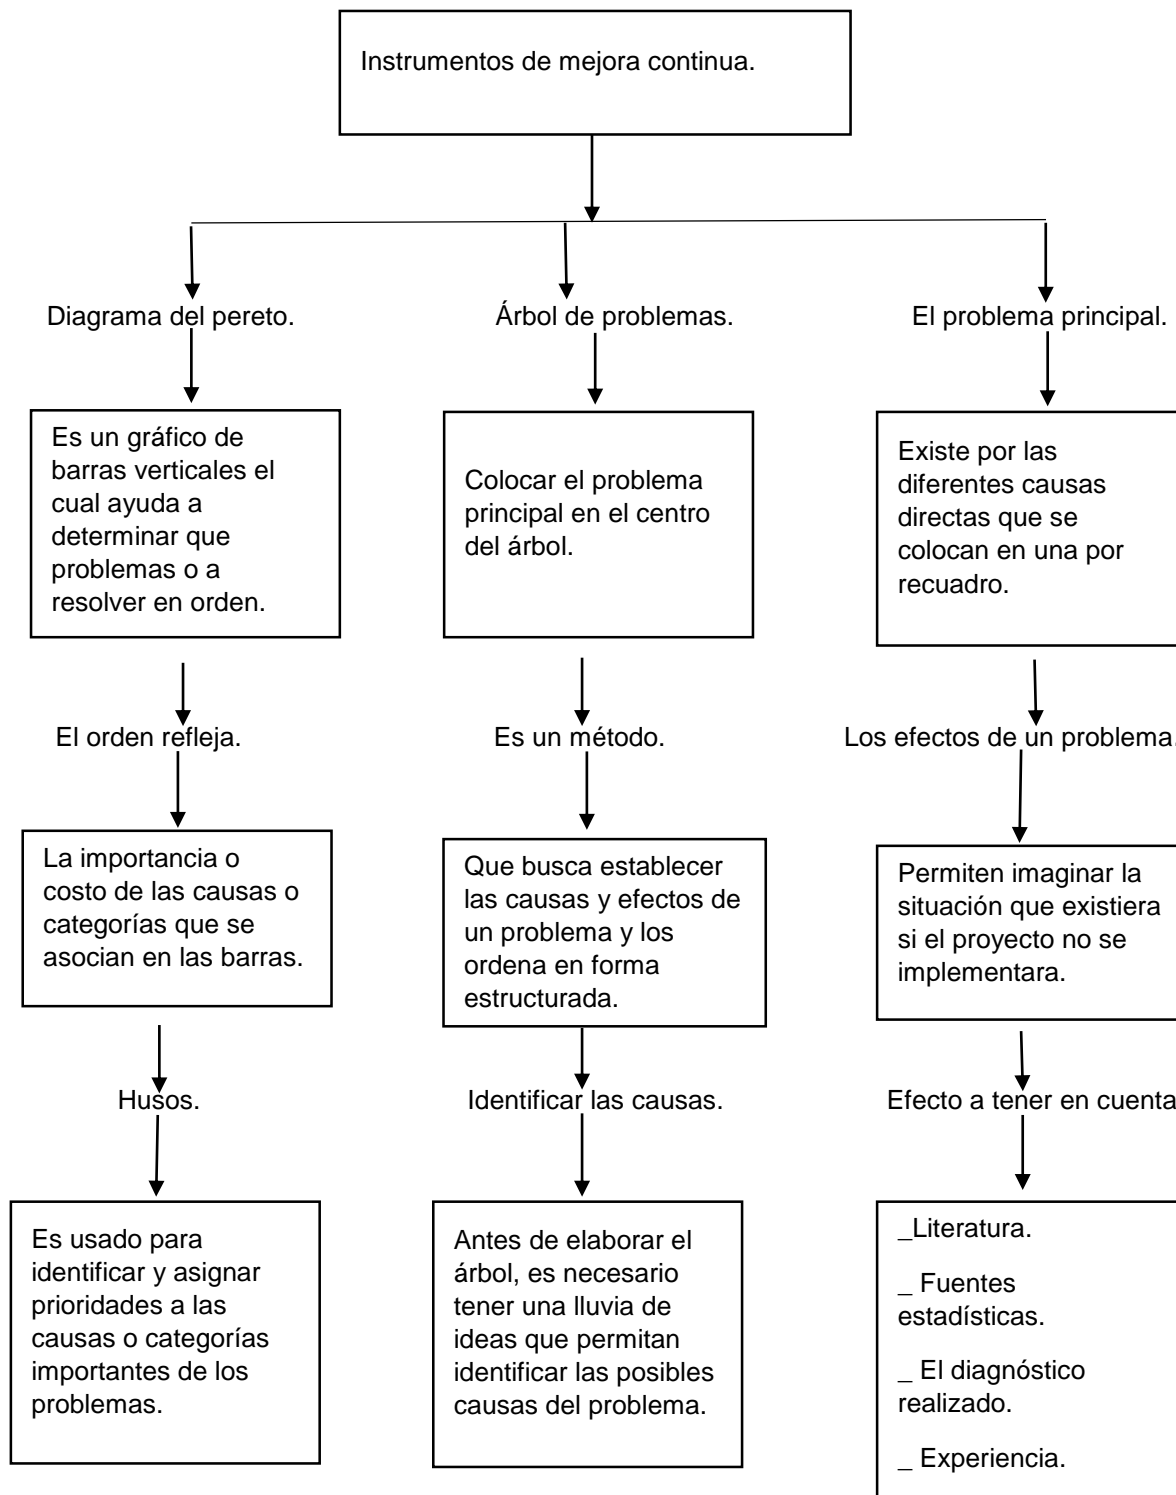 Instrumentos de mejora continua.
Diagrama del pereto.
Árbol de problemas.
El problema principal.
Es un gráfico de
barras verticales el
cual ayuda a
determinar que
problemas o a
resolver en orden.
Colocar el problema
principal en el centro
del árbol.
Existe por las
diferentes causas
directas que se
colocan en una por
recuadro.
El orden refleja.
Es un método.
Los efectos de un problema.
La importancia o
costo de las causas o
categorías que se
asocian en las barras.
Que busca establecer
las causas y efectos de
un problema y los
ordena en forma
estructurada.
Permiten imaginar la
situación que existiera
si el proyecto no se
implementara.
Husos.
Identificar las causas.
Efecto a tener en cuenta
Es usado para
identificar y asignar
prioridades a las
causas o categorías
importantes de los
problemas.
Antes de elaborar el
árbol, es necesario
tener una lluvia de
ideas que permitan
identificar las posibles
causas del problema.
_Literatura.
_ Fuentes
estadísticas.
_ El diagnóstico
realizado.
_ Experiencia.